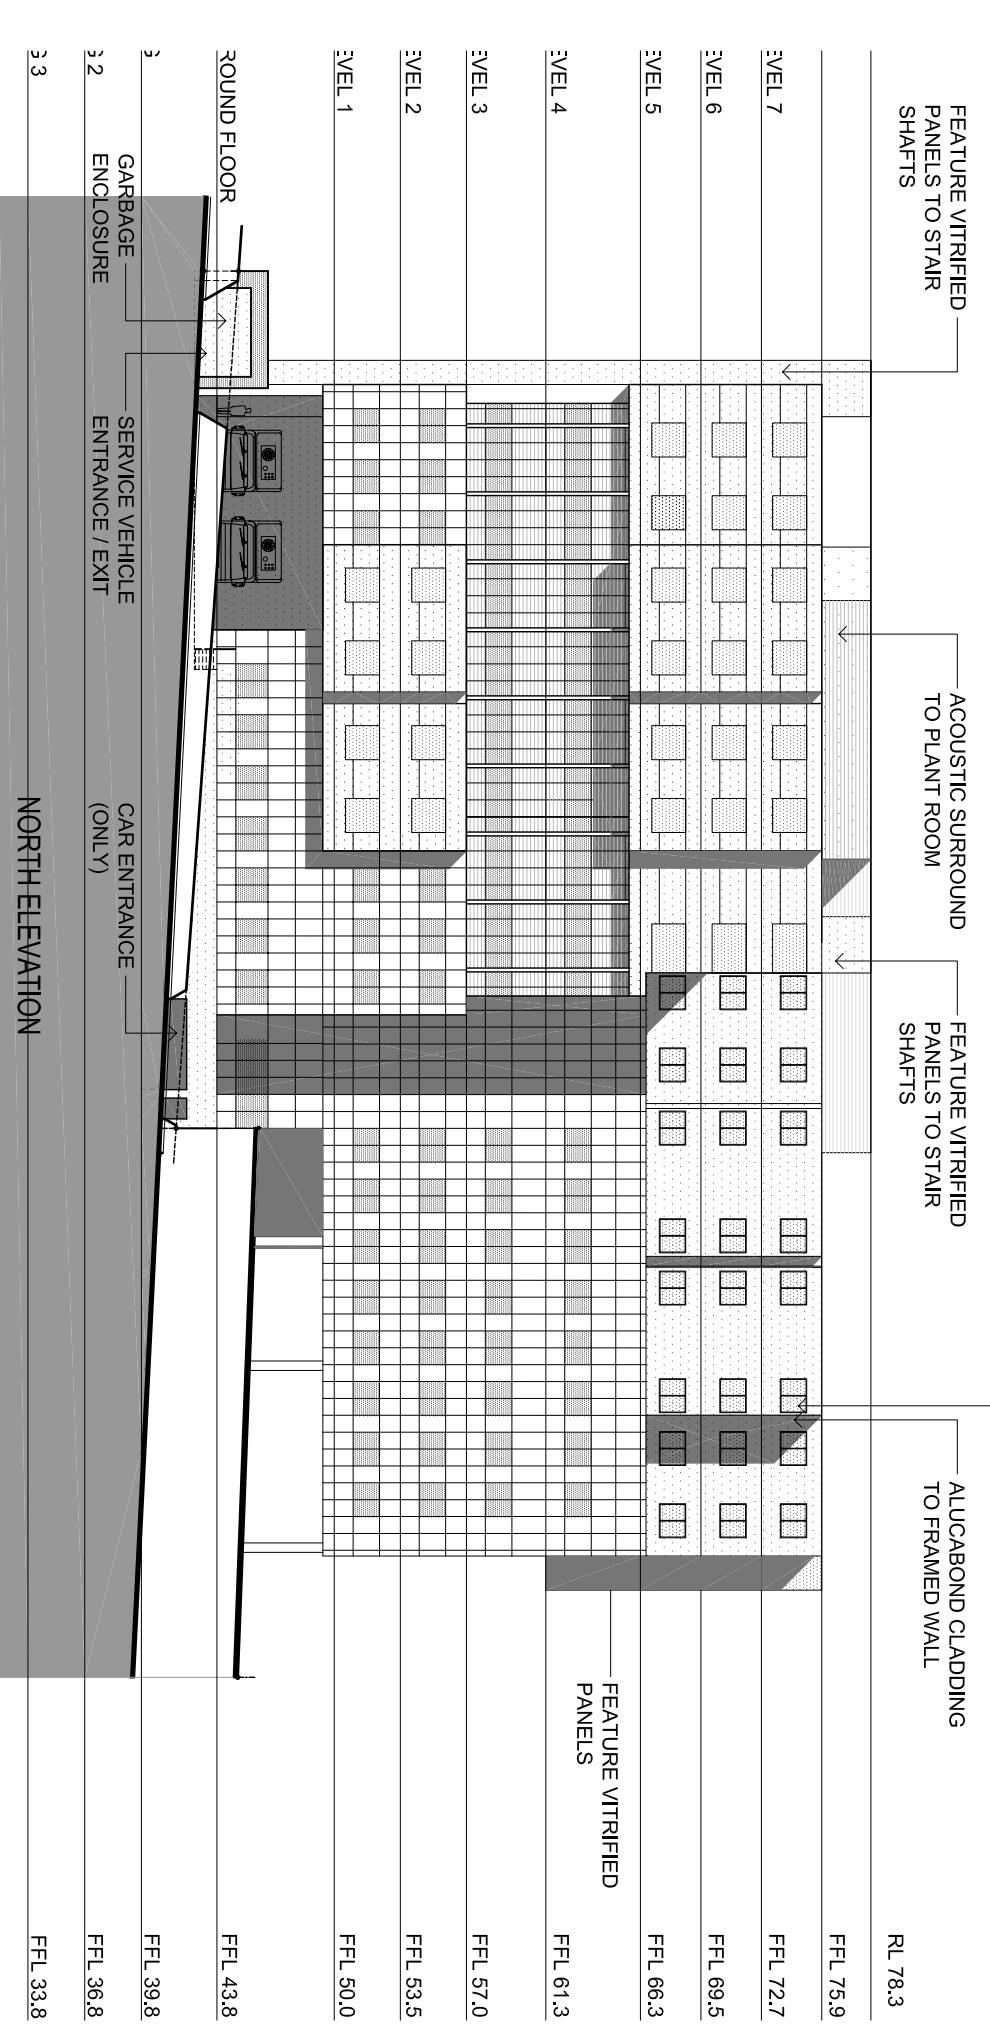 FEATURE VITRIFIED
PANELS TO STAIR
SHAFTS
ACOUSTIC SURROUND
TO PLANT ROOM
FEATURE VITRIFIED
PANELS TO STAIR
SHAFTS
ALUCABOND CLADDING
TO FRAMED WALL
RL 78.3
FFL 75.9
EVEL 7
FFL 72.7
EVEL 6
FFL 69.5
EVEL 5
FFL 66.3
FEATURE VITRIFIED
PANELS
EVEL 4
FFL 61.3
EVEL 3
FFL 57.0
EVEL 2
FFL 53.5
EVEL 1
FFL 50.0
ROUND FLOOR
FFL 43.8
FFL 39.8
GARBAGE
ENCLOSURE
SERVICE VEHICLE
ENTRANCE / EXIT
CAR ENTRANCE
(ONLY)
G 2
FFL 36.8
G 3
FFL 33.8
NORTH ELEVATION